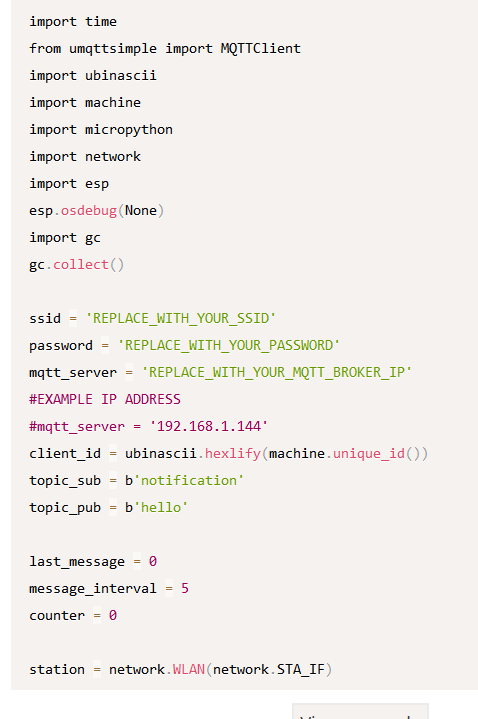 import time
from umqttsimple import MQTTClient
import ubinascii
import machine
import micropython
import network
import esp
esp.osdebug(None)
import gc
gc.collect()
ssid = 'REPLACE_WITH_YOUR_SSID'
password = 'REPLACE_WITH_YOUR_PASSWORD'
mqtt_server = 'REPLACE_WITH_YOUR_MQTT_BROKER_IP'
#EXAMPLE IP ADDRESS
#mqtt_server = '192.168.1.144'
client_id = ubinascii.hexlify(machine.unique_id())
topic_sub = b'notification'
topic_pub = b'hello'
last_message = 0
message_interval = 5
counter = 0
station = network.WLAN(network.STA_IF)